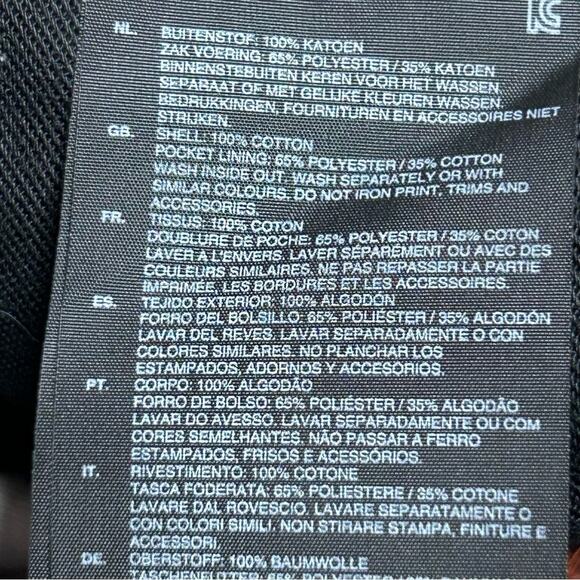 NL. BUITENSTOF: 100% KATOEN
ZAK VOERING: 65% POLYESTER / 35% KATOEN
BINNENSTEBUITEN KEREN VOOR HET WASSEN.
SEPARAAT OF MET GELIJKE KLEUREN WASSEN.
BEDRUKKINGEN, FOURNITUREN EN ACCESSOIRES NIET
STRIJKEN.
GB. SHELL: 100% COTTON
POCKET LINING: 65% POLYESTER / 35% COTTON
WASH INSIDE OUT. WASH SEPARATELY OR WITH
SIMILAR COLOURS. DO NOT IRON PRINT, TRIMS AND
ACCESSORIES.
FR. TISSUS: 100% COTON
DOUBLURE DE POCHE: 65% POLYESTER / 35% COTON
LAVER À L'ENVERS. LAVER SÉPARÉMENT OU AVEC DES
COULEURS SIMILAIRES. NE PAS REPASSER LA PARTIE
IMPRIMÉE, LES BORDURES ET LES ACCESSOIRES.
ES. TEJIDO EXTERIOR: 100% ALGODÓN
FORRO DEL BOLSILLO: 65% POLYÉSTER / 35% ALGODÓN
LAVAR DEL REVES. LAVAR SEPARADAMENTE O CON
COLORES SIMILARES. NO PLANCHAR LOS
ESTAMPADOS, ADORNOS Y ACCESORIOS.
PT. CORPO: 100% ALGODÃO
FORRO DE BOLSO: 65% POLIÉSTER / 35% ALGODÃO
LAVAR DO AVESSO. LAVAR SEPARADAMENTE OU COM
CORES SEMELHANTES. NÃO PASSAR A FERRO
ESTAMPADOS, FRISOS E ACESSÓRIOS.
IT. RIVESTIMENTO: 100% COTONE
TASCA FODERATA: 65% POLIESTERE / 35% COTONE
LAVARE DAL ROVESCIO. LAVARE SEPARATAMENTE O
CON COLORI SIMILI. NON STIRARE STAMPA, FINITURE E
ACCESSORI.
DE. OBERSTOFF: 100% BAUMWOLLE
TASCHENFUTTER: 65% POLYESTER / 35% BAUMWOLLE